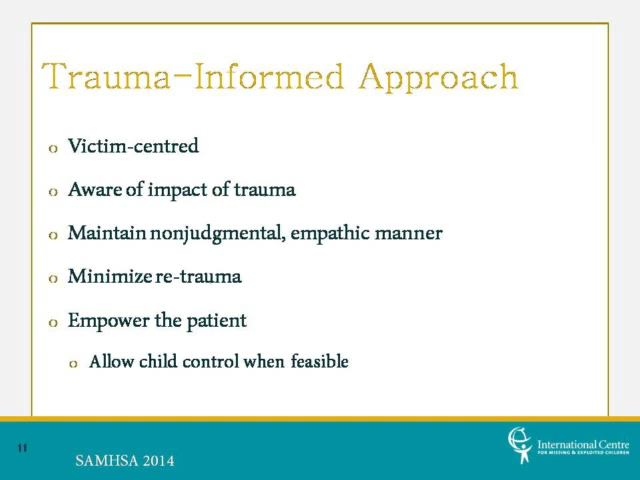 Trauma-Informed Approach
o Victim-centred
o Aware of impact of trauma
o Maintain nonjudgmental, empathic manner
o Minimize re-trauma
o Empower the patient
o Allow child control when feasible
11
SAMHSA 2014
International Centre
FOR MISSING & EXPLOITED CHILDREN